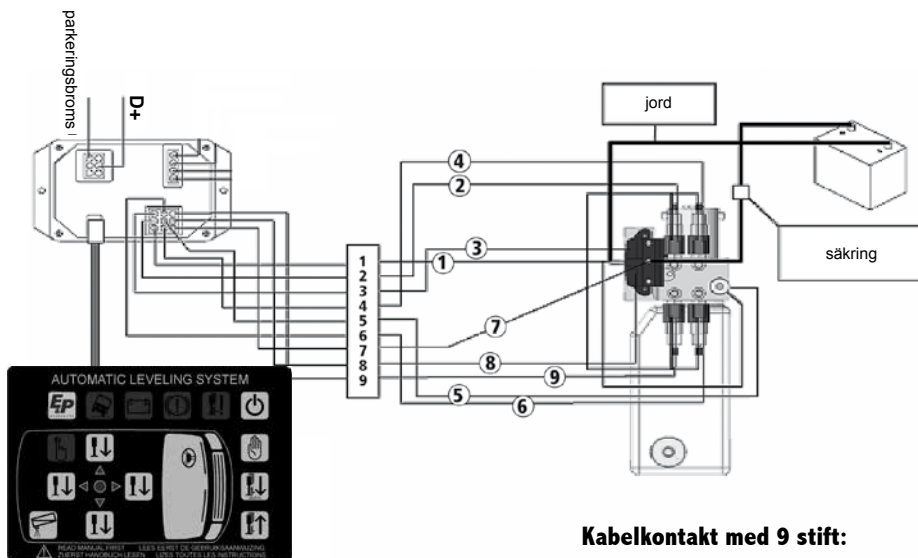 parkeringsbroms
D+
jord
säkring
4
2
3
1
7
8
9
5
6
1
2
3
4
5
6
7
8
9
AUTOMATIC LEVELING SYSTEM
E&P
READ MANUAL FIRST LEES EERST DE GEBRUIKSAANWIJZING
ZUERST HANDBUCH LESEN LIZES TOUTES LES INSTRUCTIONS
Kabelkontakt med 9 stift: